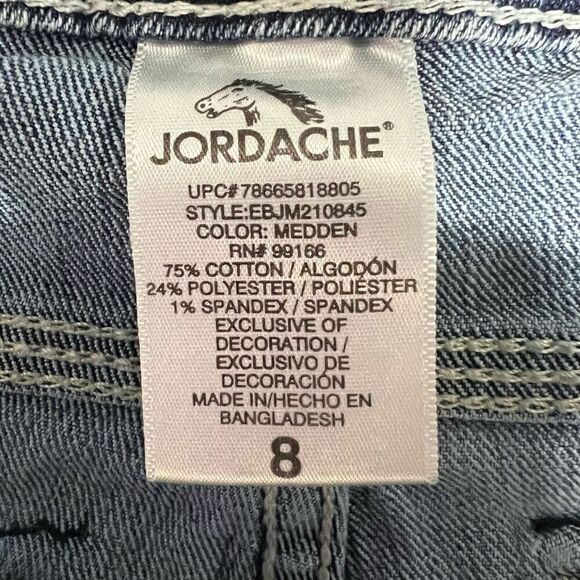 JORDACHE®
UPC#78665818805
STYLE:EBJM210845
COLOR: MEDDEN
RN# 99166
75% COTTON / ALGODÓN
24% POLYESTER / POLIÉSTER
1% SPANDEX / SPANDEX
EXCLUSIVE OF
DECORATION /
EXCLUSIVO DE
DECORACIÓN
MADE IN/HECHO EN
BANGLADESH
8